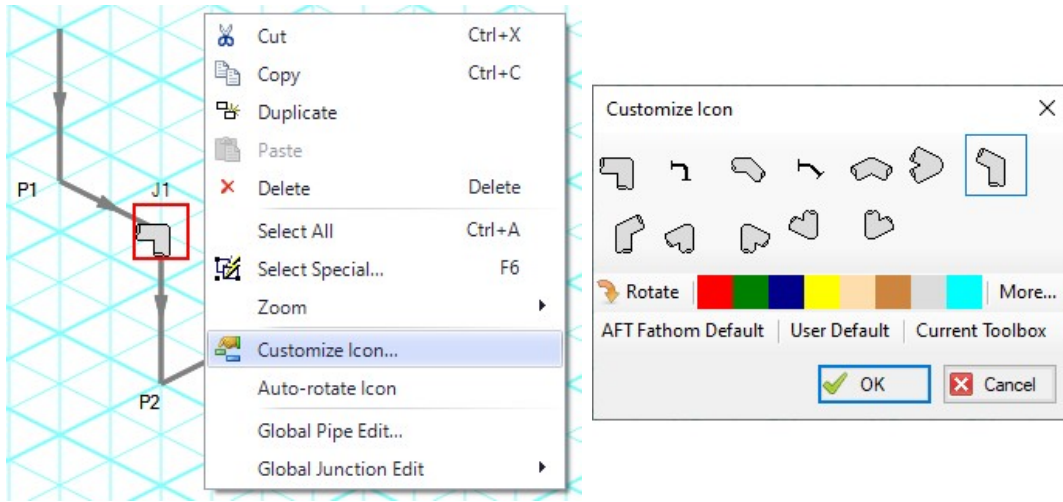 P1
J1
P2
Cut Ctrl+X
Copy Ctrl+C
Duplicate
Paste
Delete Delete
Select All Ctrl+A
Select Special... F6
Zoom
Customize Icon...
Auto-rotate Icon
Global Pipe Edit...
Global Junction Edit
Customize Icon
Rotate More...
AFT Fathom Default User Default Current Toolbox
OK Cancel